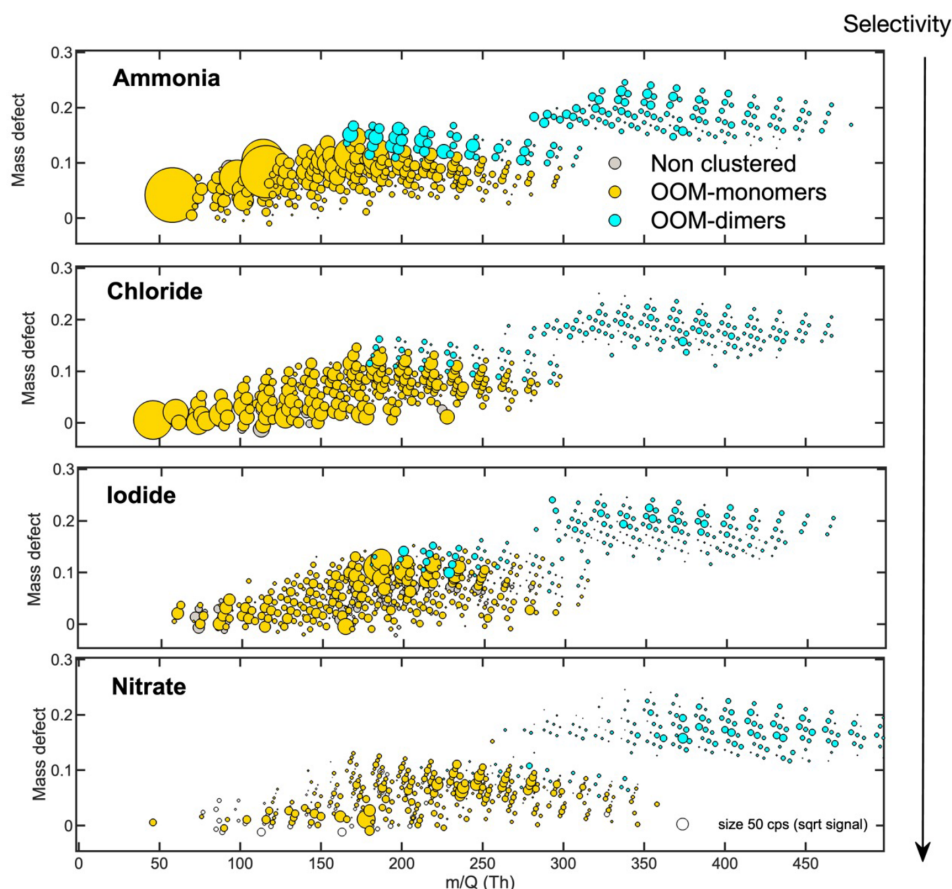 Selectivity
0.3
0.2
0.1
0
Mass defect
Ammonia
Non clustered
OOM-monomers
OOM-dimers
0.3
0.2
0.1
0
Mass defect
Chloride
0.3
0.2
0.1
0
Mass defect
Iodide
0.3
0.2
0.1
0
Mass defect
Nitrate
size 50 cps (sqrt signal)
0 50 100 150 200 250 300 350 400 450
m/Q (Th)